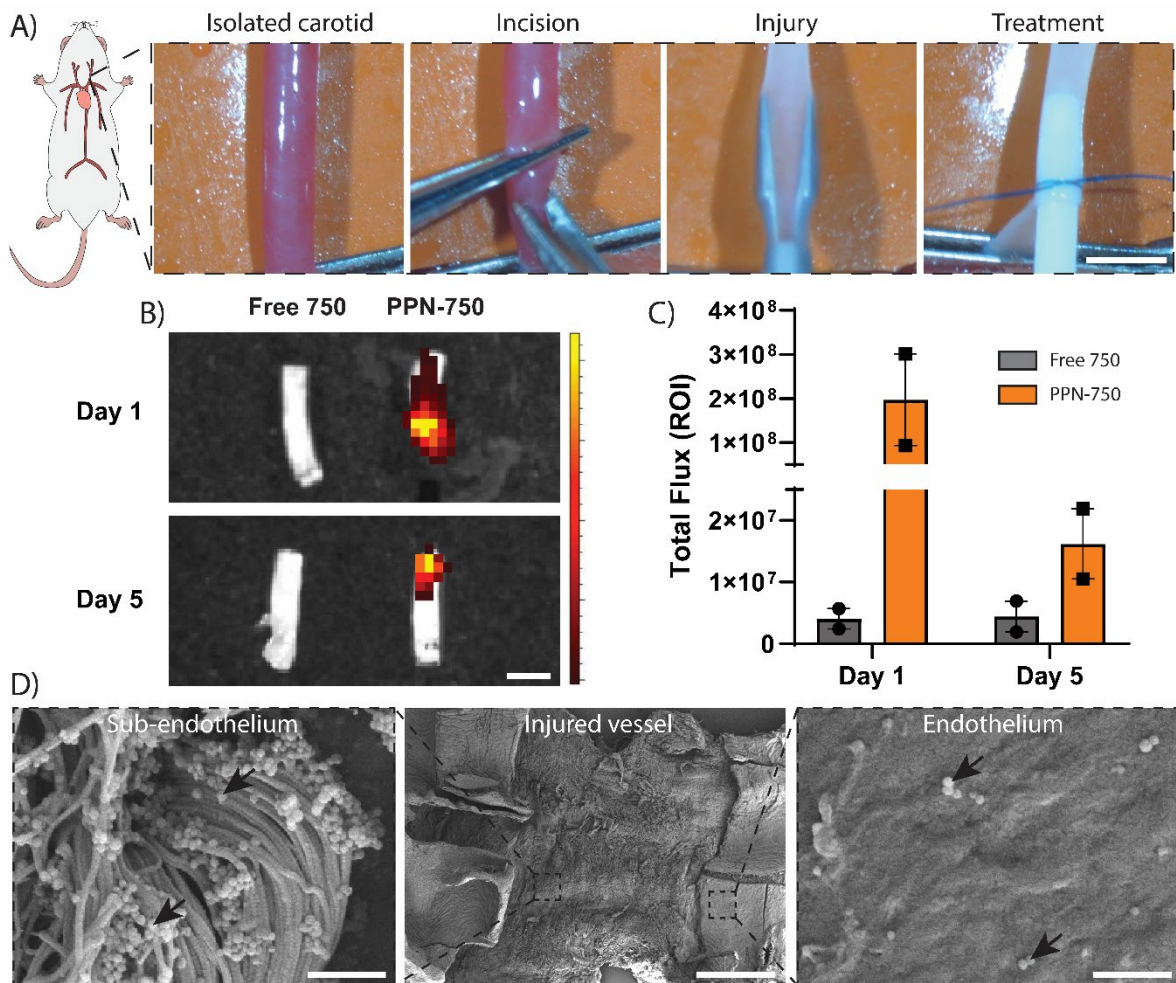 A)
Isolated carotid
Incision
Injury
Treatment
B)
Free 750
PPN-750
Day 1
Day 5
C)
4×10⁸
3×10⁸
2×10⁸
1×10⁸
2×10⁷
1×10⁷
0
Total Flux (ROI)
Free 750
PPN-750
Day 1
Day 5
D)
Sub-endothelium
Injured vessel
Endothelium